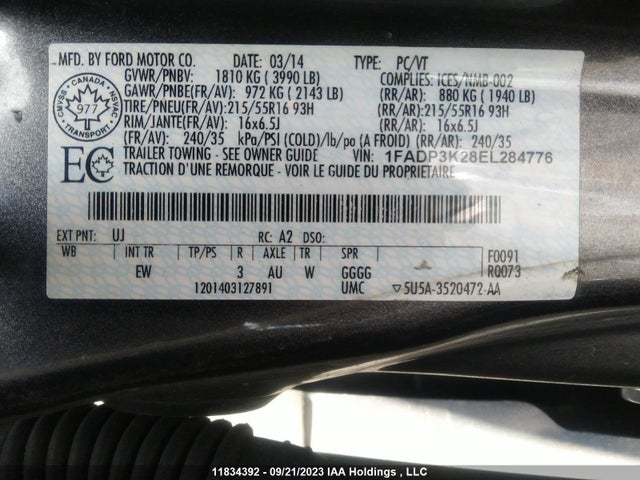 MFD. BY FORD MOTOR CO. DATE: 03/14 TYPE: PC/VT
GVWR/PNBV: 1810 KG ( 3990 LB) COMPLIES: ICES/NMB-002
GAWR/PNBE(FR/AV): 972 KG ( 2143 LB) (RR/AR): 880 KG ( 1940 LB)
TIRE/PNEU(FR/AV):215/55R16 93H (RR/AR):215/55R16 93H
RIM/JANTE(FR/AV): 16x6.5J (RR/AR): 16x6.5J
(FR/AV): 240/35 kPa/PSI (COLD)/lb/po (A FROID) (RR/AR): 240/35
TRAILER TOWING - SEE OWNER GUIDE VIN: 1FADP3K28EL284776
TRACTION D'UNE REMORQUE - VOIR LE GUIDE DU PROPRIETAIRE
CANADA
CMVSS NSVAC
977
TRANSPORT
EC
EXT PNT: UJ RC: A2 DSO:
WB INT TR TP/PS R AXLE TR SPR F0091
EW 3 AU W GGGG R0073
1201403127891 UMC ▽5U5A-3520472-AA
11834392 - 09/21/2023 IAA Holdings , LLC